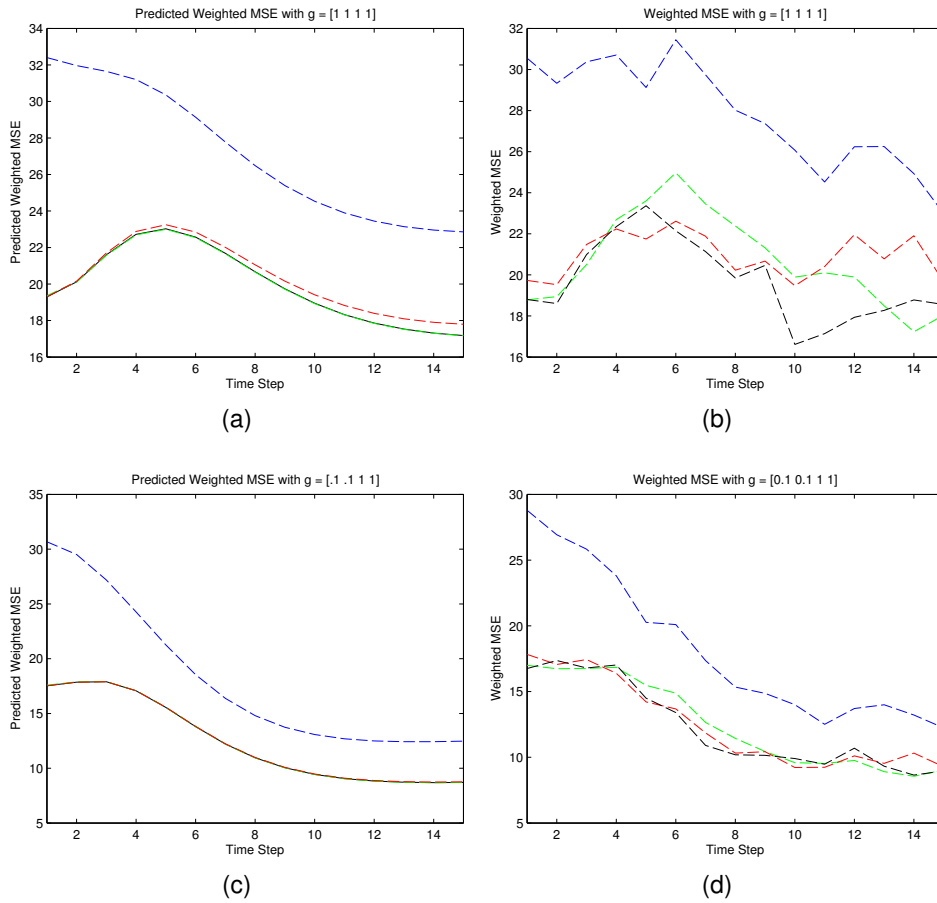 Predicted Weighted MSE with g = [1 1 1 1]
34
32
30
28
26
24
22
20
18
16
Predicted Weighted MSE
2 4 6 8 10 12 14
Time Step
(a)
Weighted MSE with g = [1 1 1 1]
32
30
28
26
24
22
20
18
16
Weighted MSE
2 4 6 8 10 12 14
Time Step
(b)
Predicted Weighted MSE with g = [.1 .1 1 1]
35
30
25
20
15
10
5
Predicted Weighted MSE
2 4 6 8 10 12 14
Time Step
(c)
Weighted MSE with g = [0.1 0.1 1 1]
30
25
20
15
10
5
Weighted MSE
2 4 6 8 10 12 14
Time Step
(d)